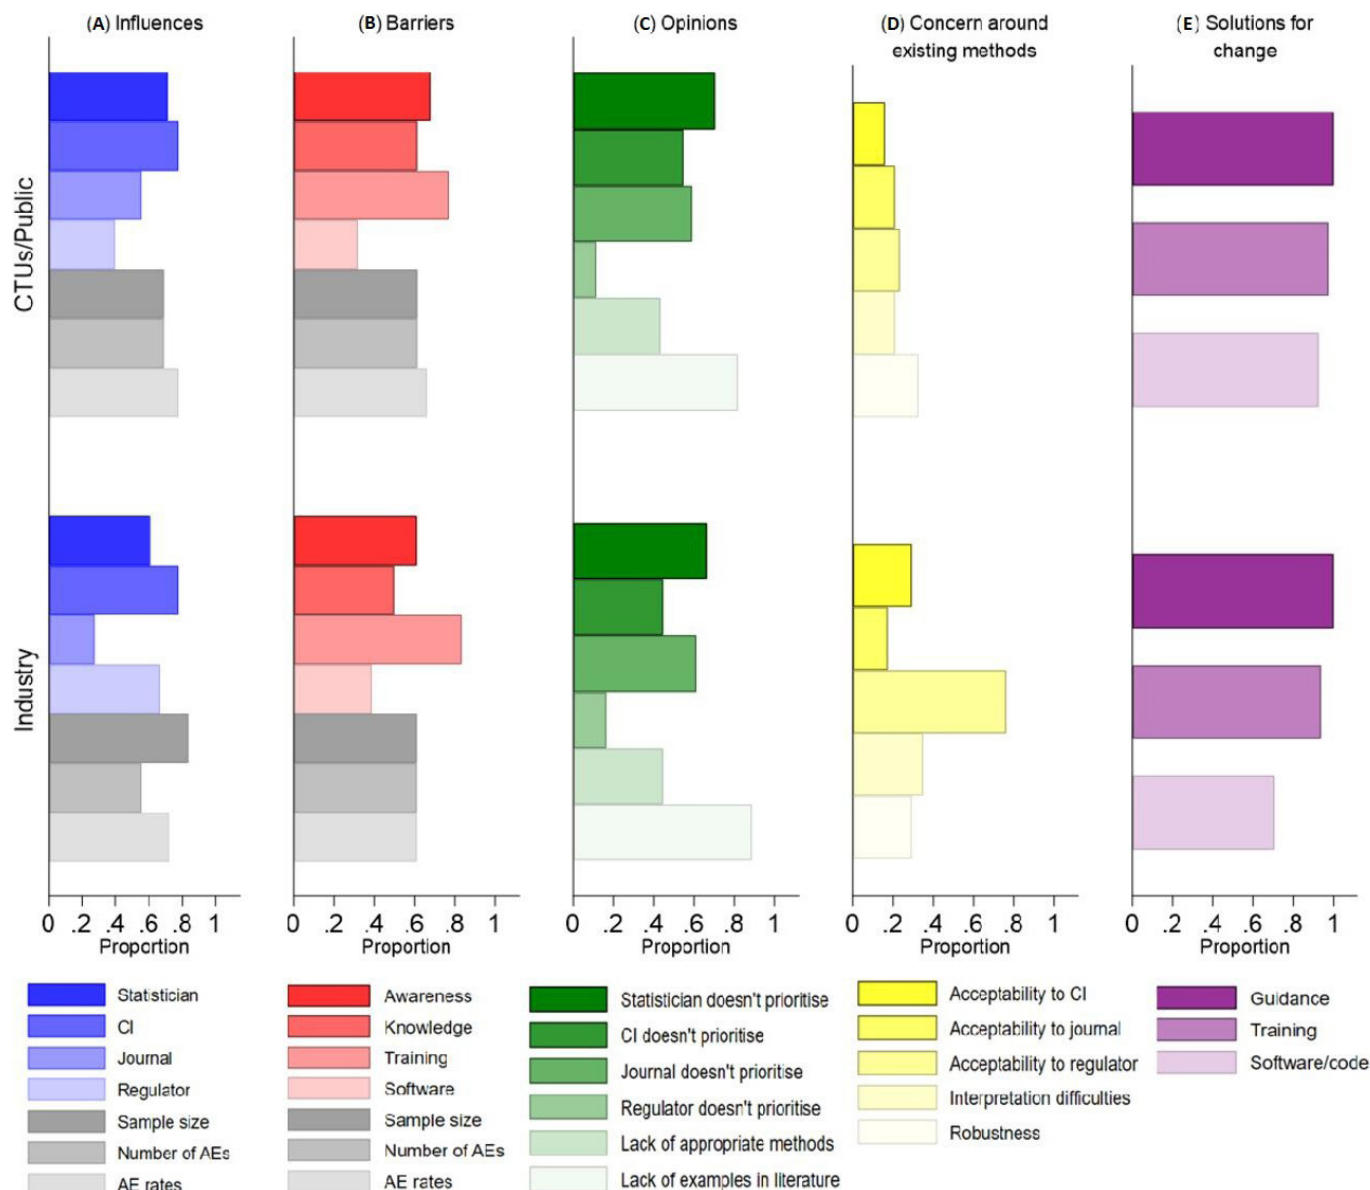 (A) Influences
(B) Barriers
(C) Opinions
(D) Concern around
existing methods
(E) Solutions for
change
CTUs/Public
Industry
0 .2 .4 .6 .8 1
Proportion
0 .2 .4 .6 .8 1
Proportion
0 .2 .4 .6 .8 1
Proportion
0 .2 .4 .6 .8 1
Proportion
0 .2 .4 .6 .8 1
Proportion
Statistician
CI
Journal
Regulator
Sample size
Number of AEs
AE rates
Awareness
Knowledge
Training
Software
Sample size
Number of AEs
AE rates
Statistician doesn't prioritise
CI doesn't prioritise
Journal doesn't prioritise
Regulator doesn't prioritise
Lack of appropriate methods
Lack of examples in literature
Acceptability to CI
Acceptability to journal
Acceptability to regulator
Interpretation difficulties
Robustness
Guidance
Training
Software/code